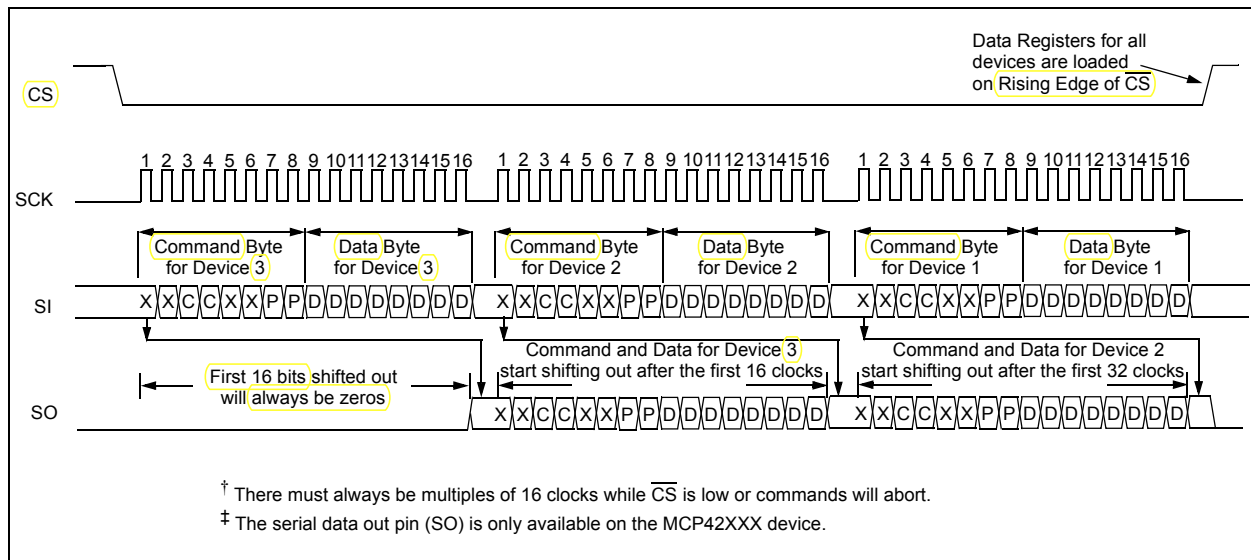 Data Registers for all
devices are loaded
on Rising Edge of CS
CS
1 2 3 4 5 6 7 8 9 10 11 12 13 14 15 16 1 2 3 4 5 6 7 8 9 10 11 12 13 14 15 16 1 2 3 4 5 6 7 8 9 10 11 12 13 14 15 16
SCK
Command Byte
for Device 3
Data Byte
for Device 3
Command Byte
for Device 2
Data Byte
for Device 2
Command Byte
for Device 1
Data Byte
for Device 1
SI
X X C C X X P P D D D D D D D D X X C C X X P P D D D D D D D D X X C C X X P P D D D D D D D D
First 16 bits shifted out
will always be zeros
Command and Data for Device 3
start shifting out after the first 16 clocks
Command and Data for Device 2
start shifting out after the first 32 clocks
SO
X X C C X X P P D D D D D D D D X X C C X X P P D D D D D D D D
† There must always be multiples of 16 clocks while CS is low or commands will abort.
‡ The serial data out pin (SO) is only available on the MCP42XXX device.